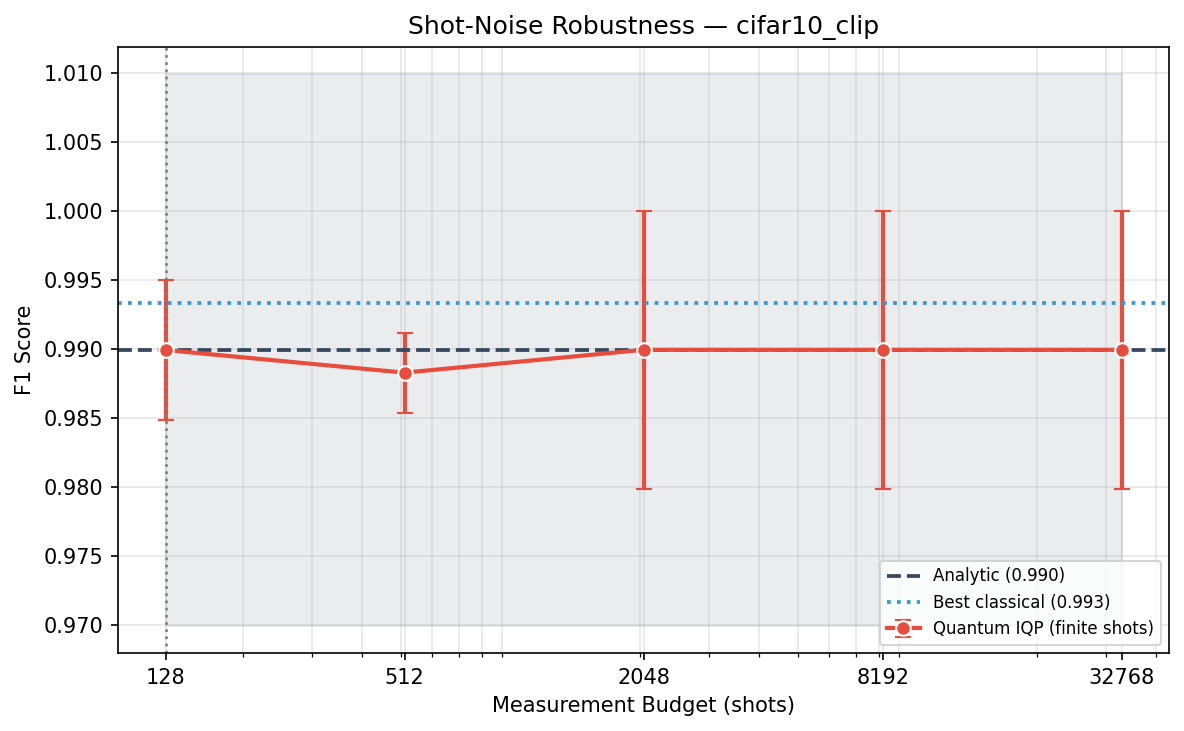 Shot-Noise Robustness — cifar10_clip
1.010
1.005
1.000
0.995
0.990
0.985
0.980
0.975
0.970
F1 Score
Analytic (0.990)
Best classical (0.993)
Quantum IQP (finite shots)
128 512 2048 8192 32768
Measurement Budget (shots)